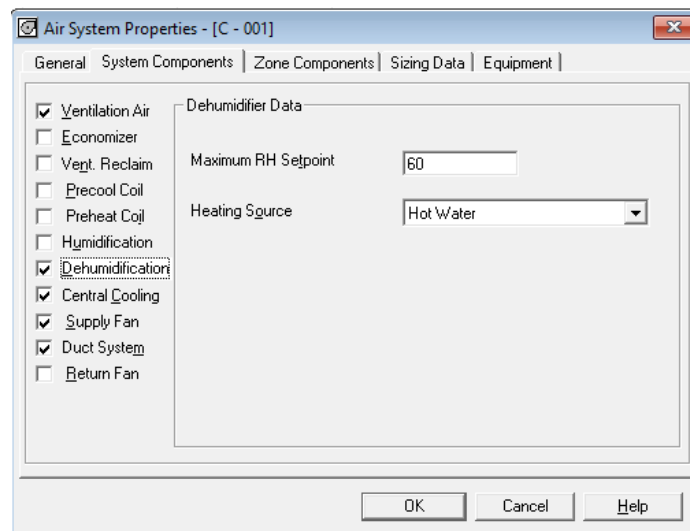 Air System Properties - [C - 001]
General System Components Zone Components Sizing Data Equipment
Ventilation Air
Economizer
Vent. Reclaim
Precool Coil
Preheat Coil
Humidification
Dehumidification
Central Cooling
Supply Fan
Duct System
Return Fan
Dehumidifier Data
Maximum RH Setpoint 60
Heating Source Hot Water
OK Cancel Help